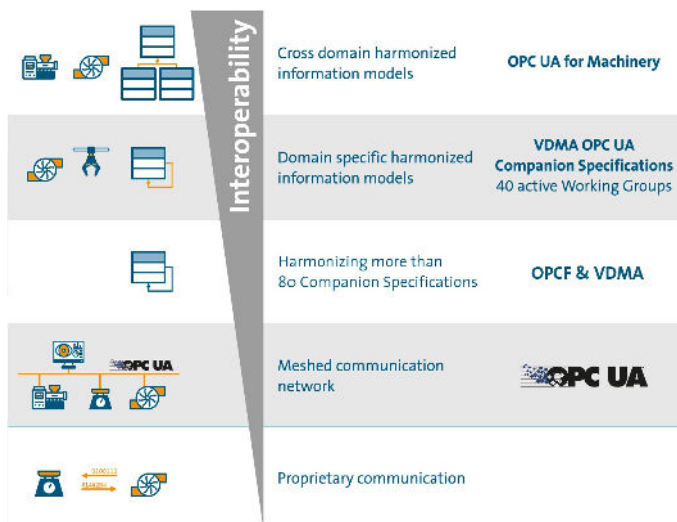 Interoperability
Cross domain harmonized
information models
OPC UA for Machinery
Domain specific harmonized
information models
VDMA OPC UA
Companion Specifications
40 active Working Groups
Harmonizing more than
80 Companion Specifications
OPCF & VDMA
OPC UA
Meshed communication
network
OPC UA
Proprietary communication